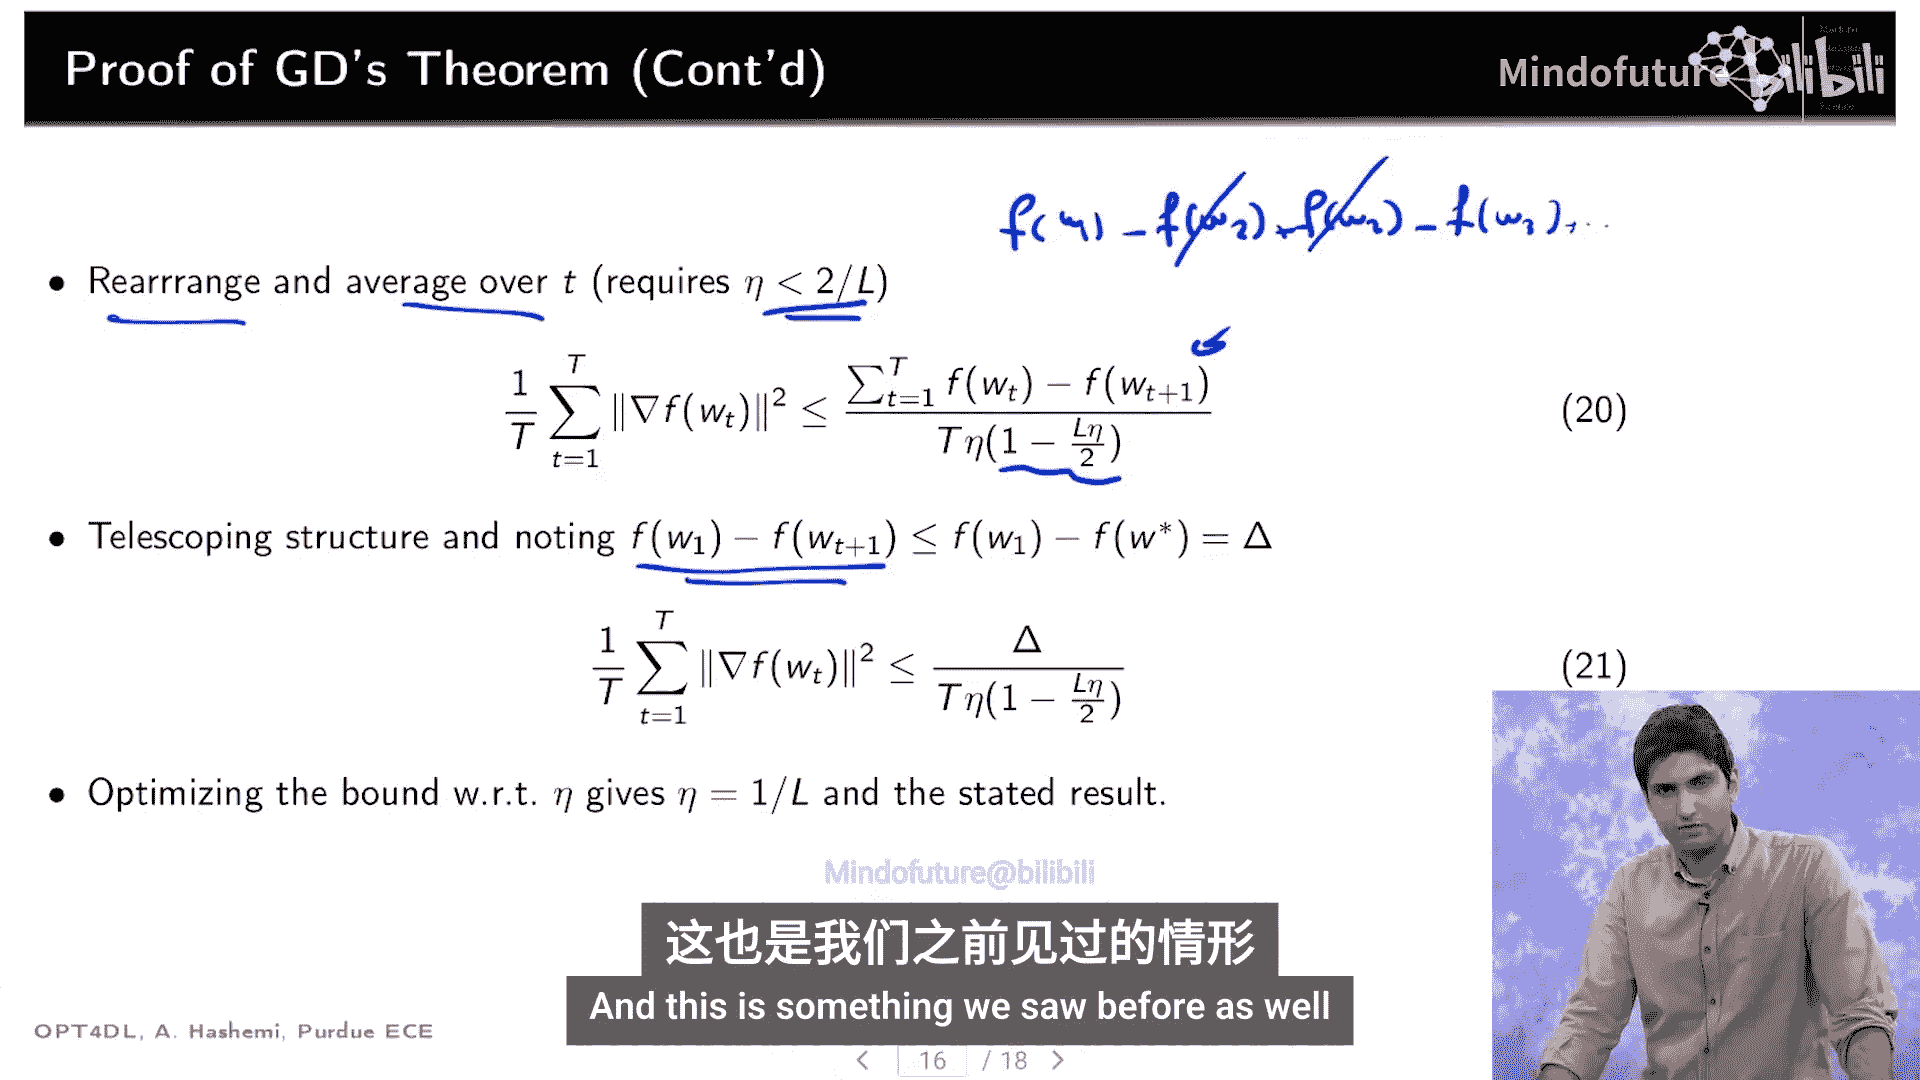 Proof of GD's Theorem (Cont'd)
Mindofuture
bilibili
f(w₁) − f(w₂) + f(w₂) − f(w₃) + ...
• Rearrrange and average over t (requires η < 2/L)
1/T ∑_{t=1}^{T} ‖∇f(w_t)‖² ≤ ∑_{t=1}^{T} f(w_t) − f(w_{t+1}) / Tη(1 − Lη/2) (20)
• Telescoping structure and noting f(w₁) − f(w_{t+1}) ≤ f(w₁) − f(w*) = Δ
1/T ∑_{t=1}^{T} ‖∇f(w_t)‖² ≤ Δ / Tη(1 − Lη/2) (21)
• Optimizing the bound w.r.t. η gives η = 1/L and the stated result.
Mindofuture@bilibili
这也是我们之前见过的情形
And this is something we saw before as well
OPT4DL, A. Hashemi, Purdue ECE
16 / 18